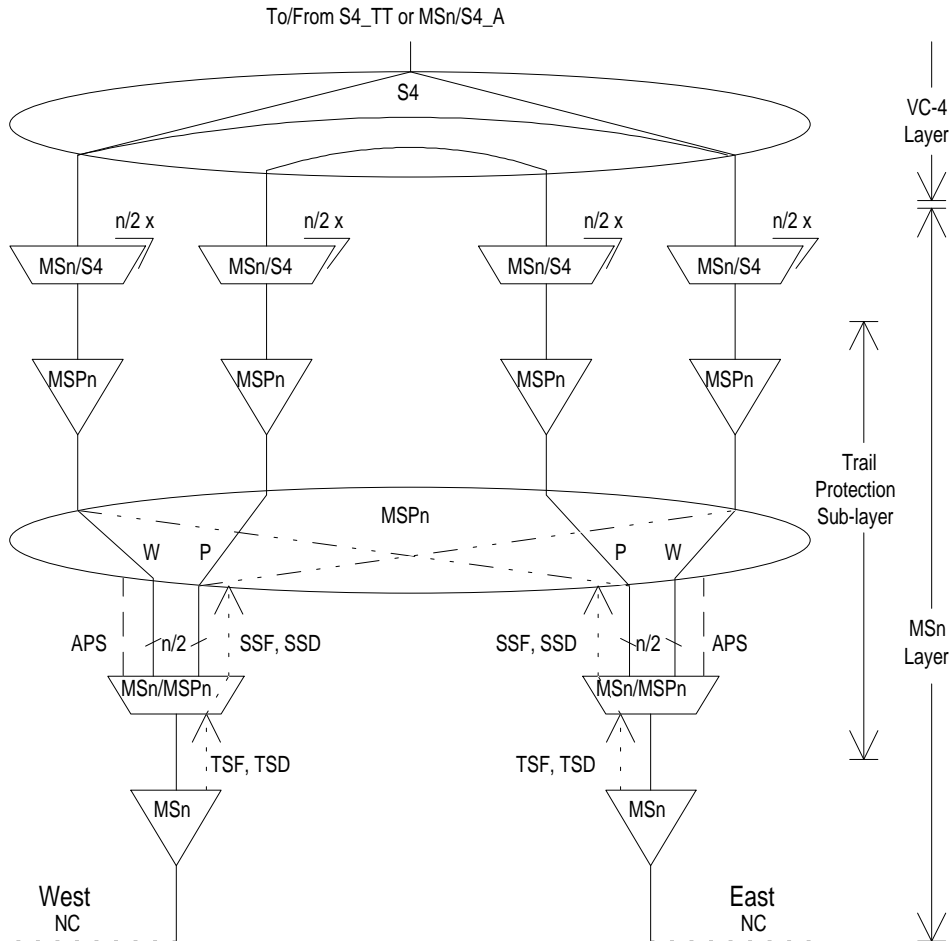 To/From S4_TT or MSn/S4_A
S4
VC-4
Layer
n/2 x
n/2 x
n/2 x
n/2 x
MSn/S4
MSn/S4
MSn/S4
MSn/S4
MSPn
MSPn
MSPn
MSPn
Trail
Protection
Sub-layer
MSPn
W
P
P
W
APS
n/2
SSF, SSD
SSF, SSD
n/2
APS
MSn
Layer
MSn/MSPn
MSn/MSPn
TSF, TSD
TSF, TSD
MSn
MSn
West
NC
East
NC